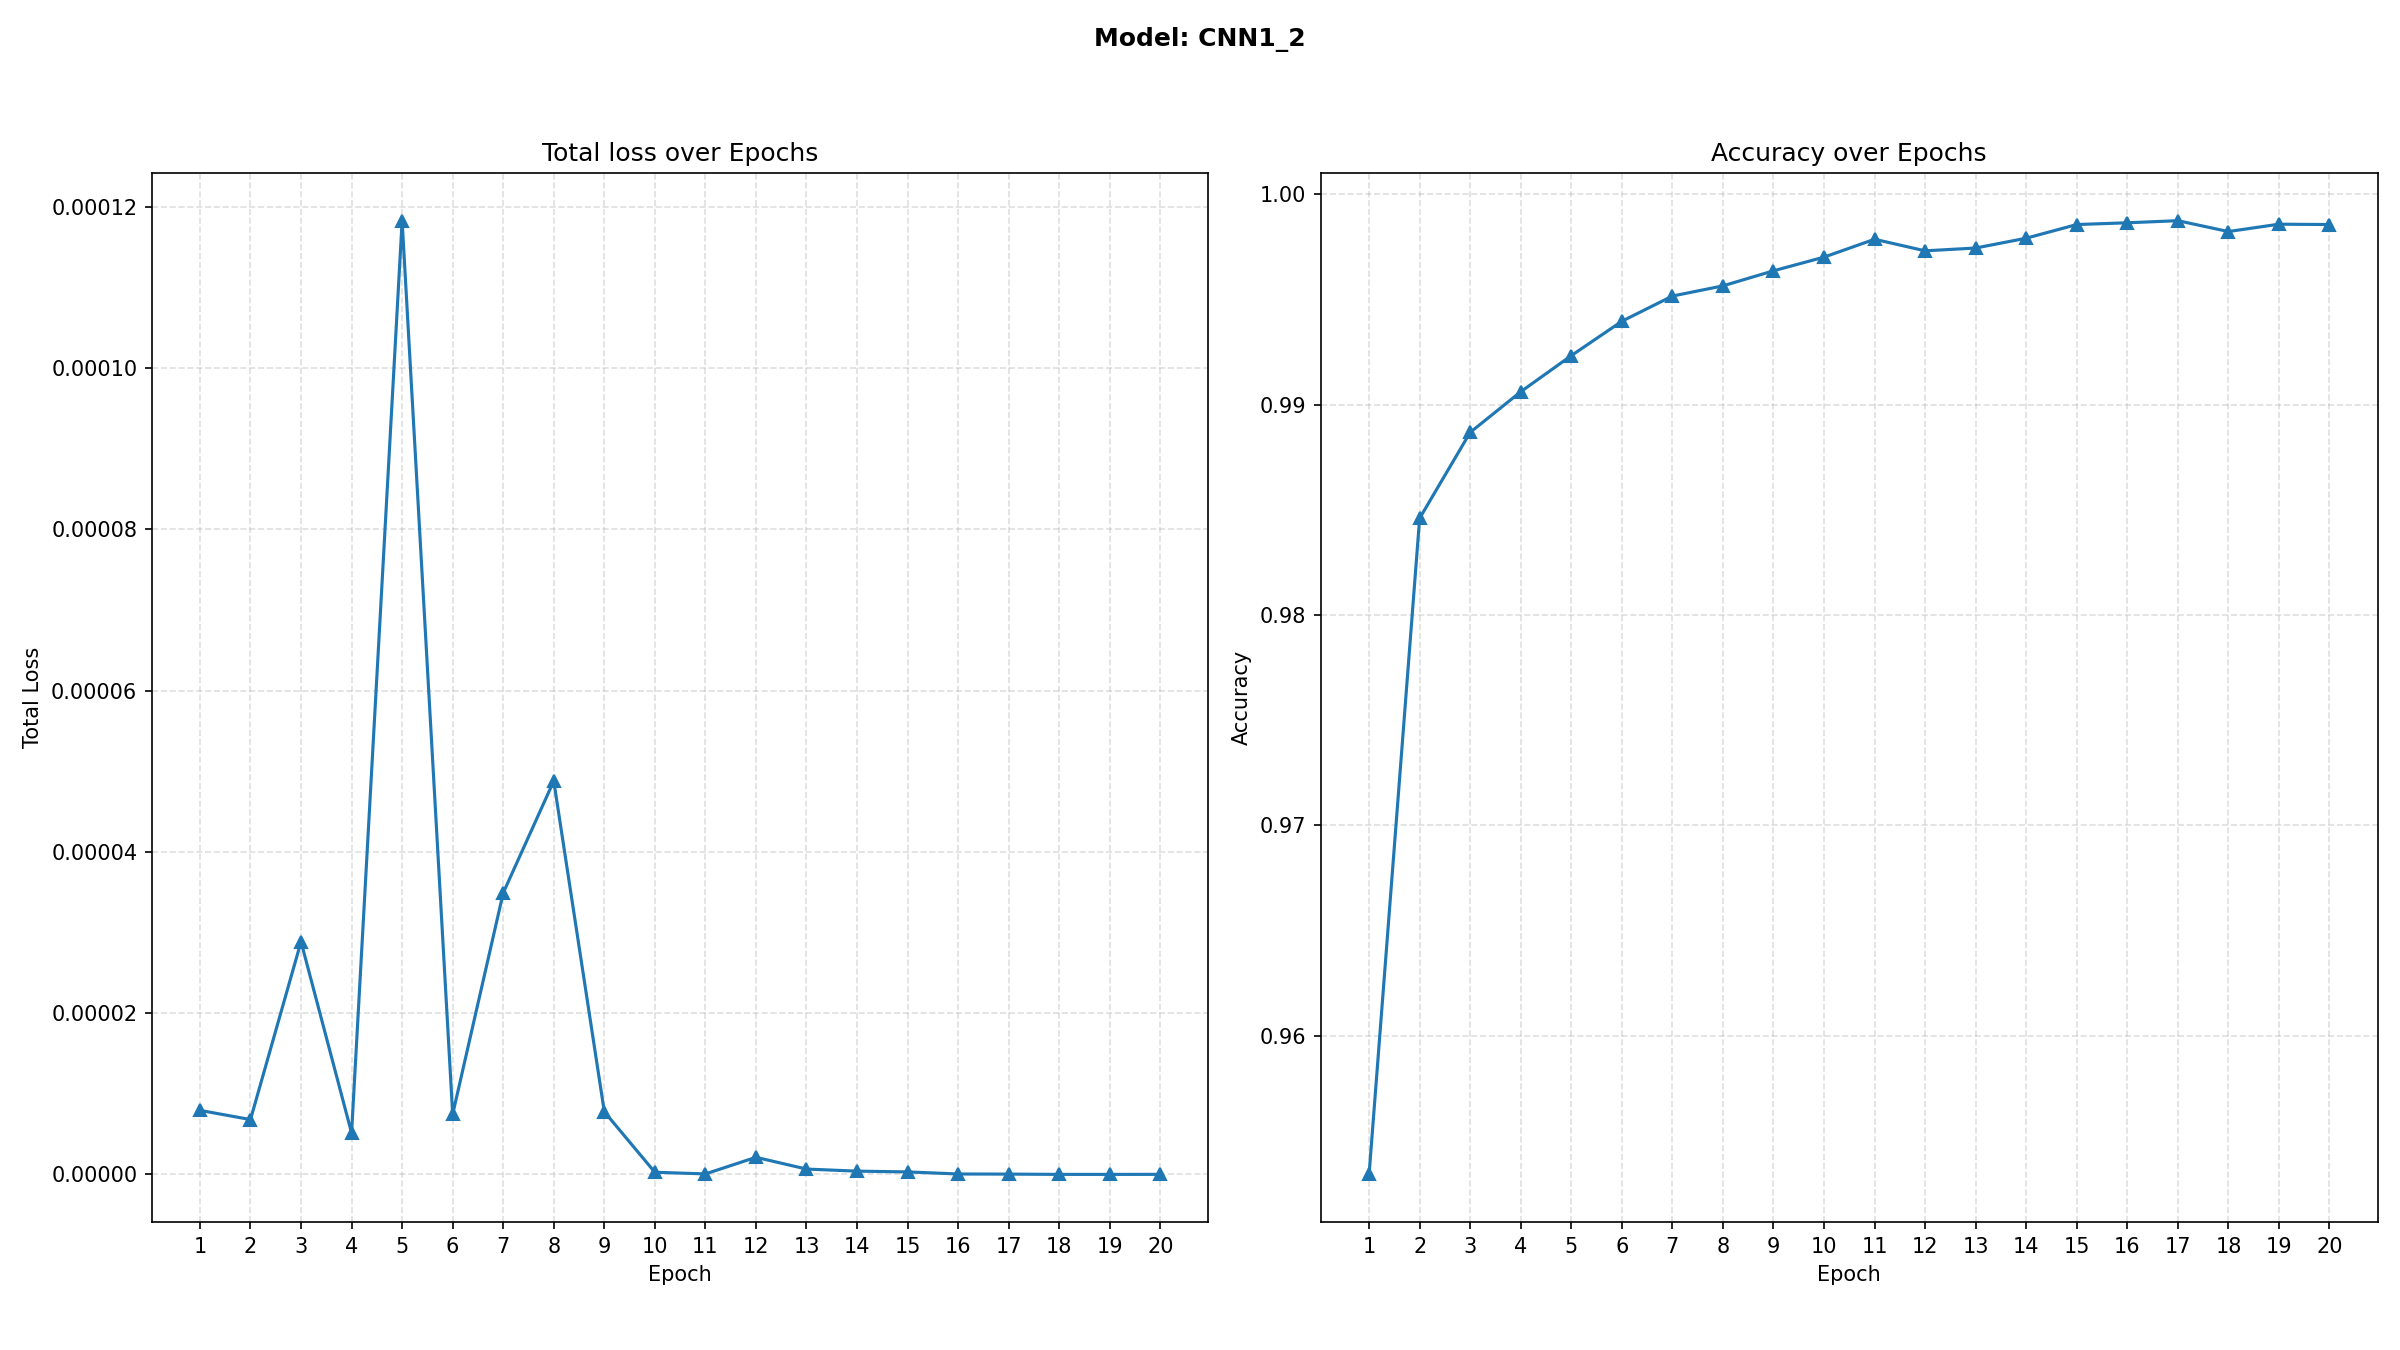 Model: CNN1_2
Total loss over Epochs
0.00012
0.00010
0.00008
0.00006
0.00004
0.00002
0.00000
Total Loss
1 2 3 4 5 6 7 8 9 10 11 12 13 14 15 16 17 18 19 20
Epoch
Accuracy over Epochs
1.00
0.99
0.98
0.97
0.96
Accuracy
1 2 3 4 5 6 7 8 9 10 11 12 13 14 15 16 17 18 19 20
Epoch